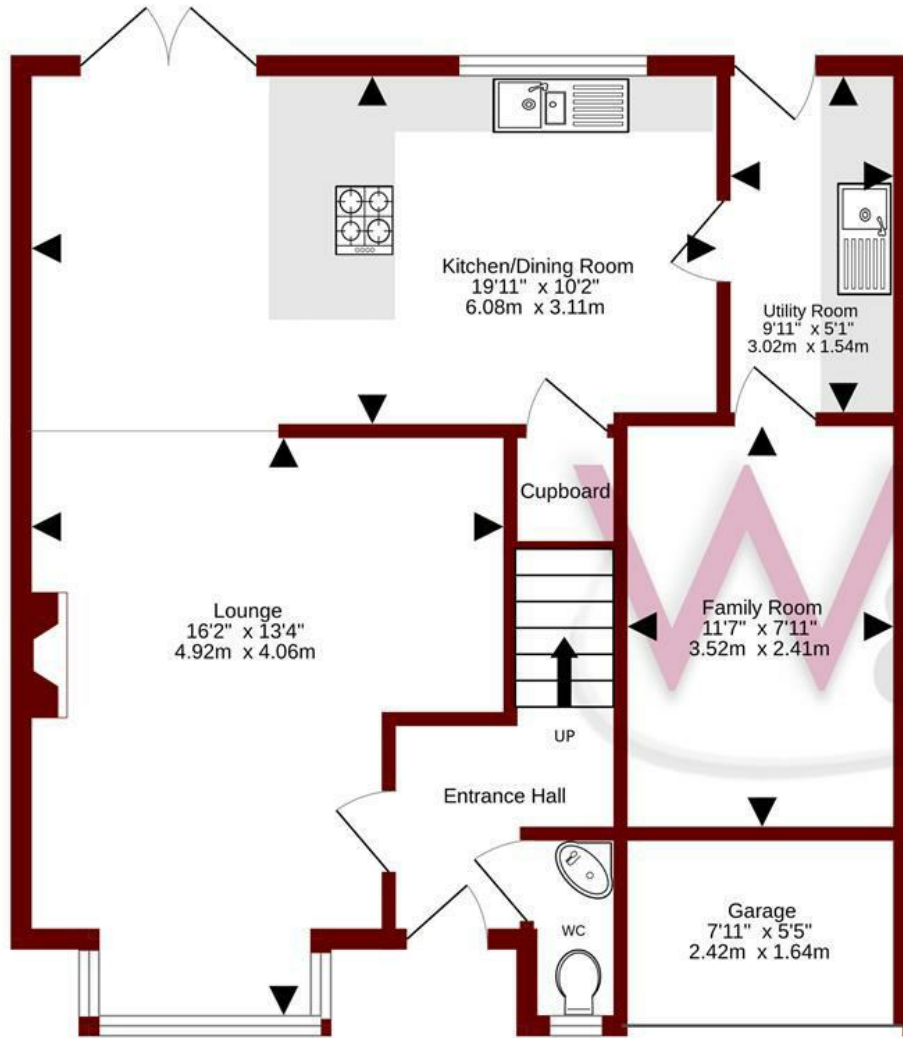 Kitchen/Dining Room
19'11" x 10'2"
6.08m x 3.11m
Utility Room
9'11" x 5'1"
3.02m x 1.54m
Cupboard
Lounge
16'2" x 13'4"
4.92m x 4.06m
Family Room
11'7" x 7'11"
3.52m x 2.41m
UP
Entrance Hall
WC
Garage
7'11" x 5'5"
2.42m x 1.64m
W